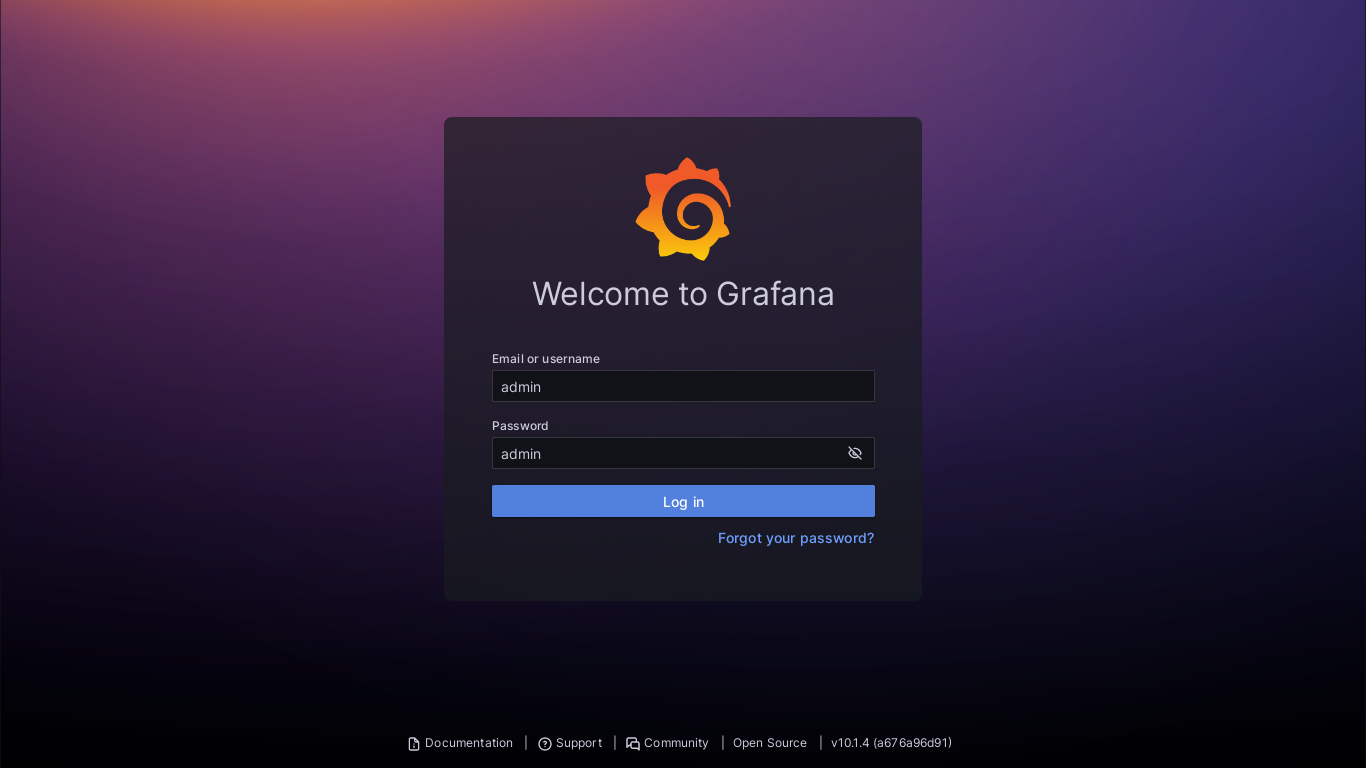 Welcome to Grafana
Email or username
admin
Password
admin
Log in
Forgot your password?
Documentation | Support | Community | Open Source | v10.1.4 (a676a96d91)